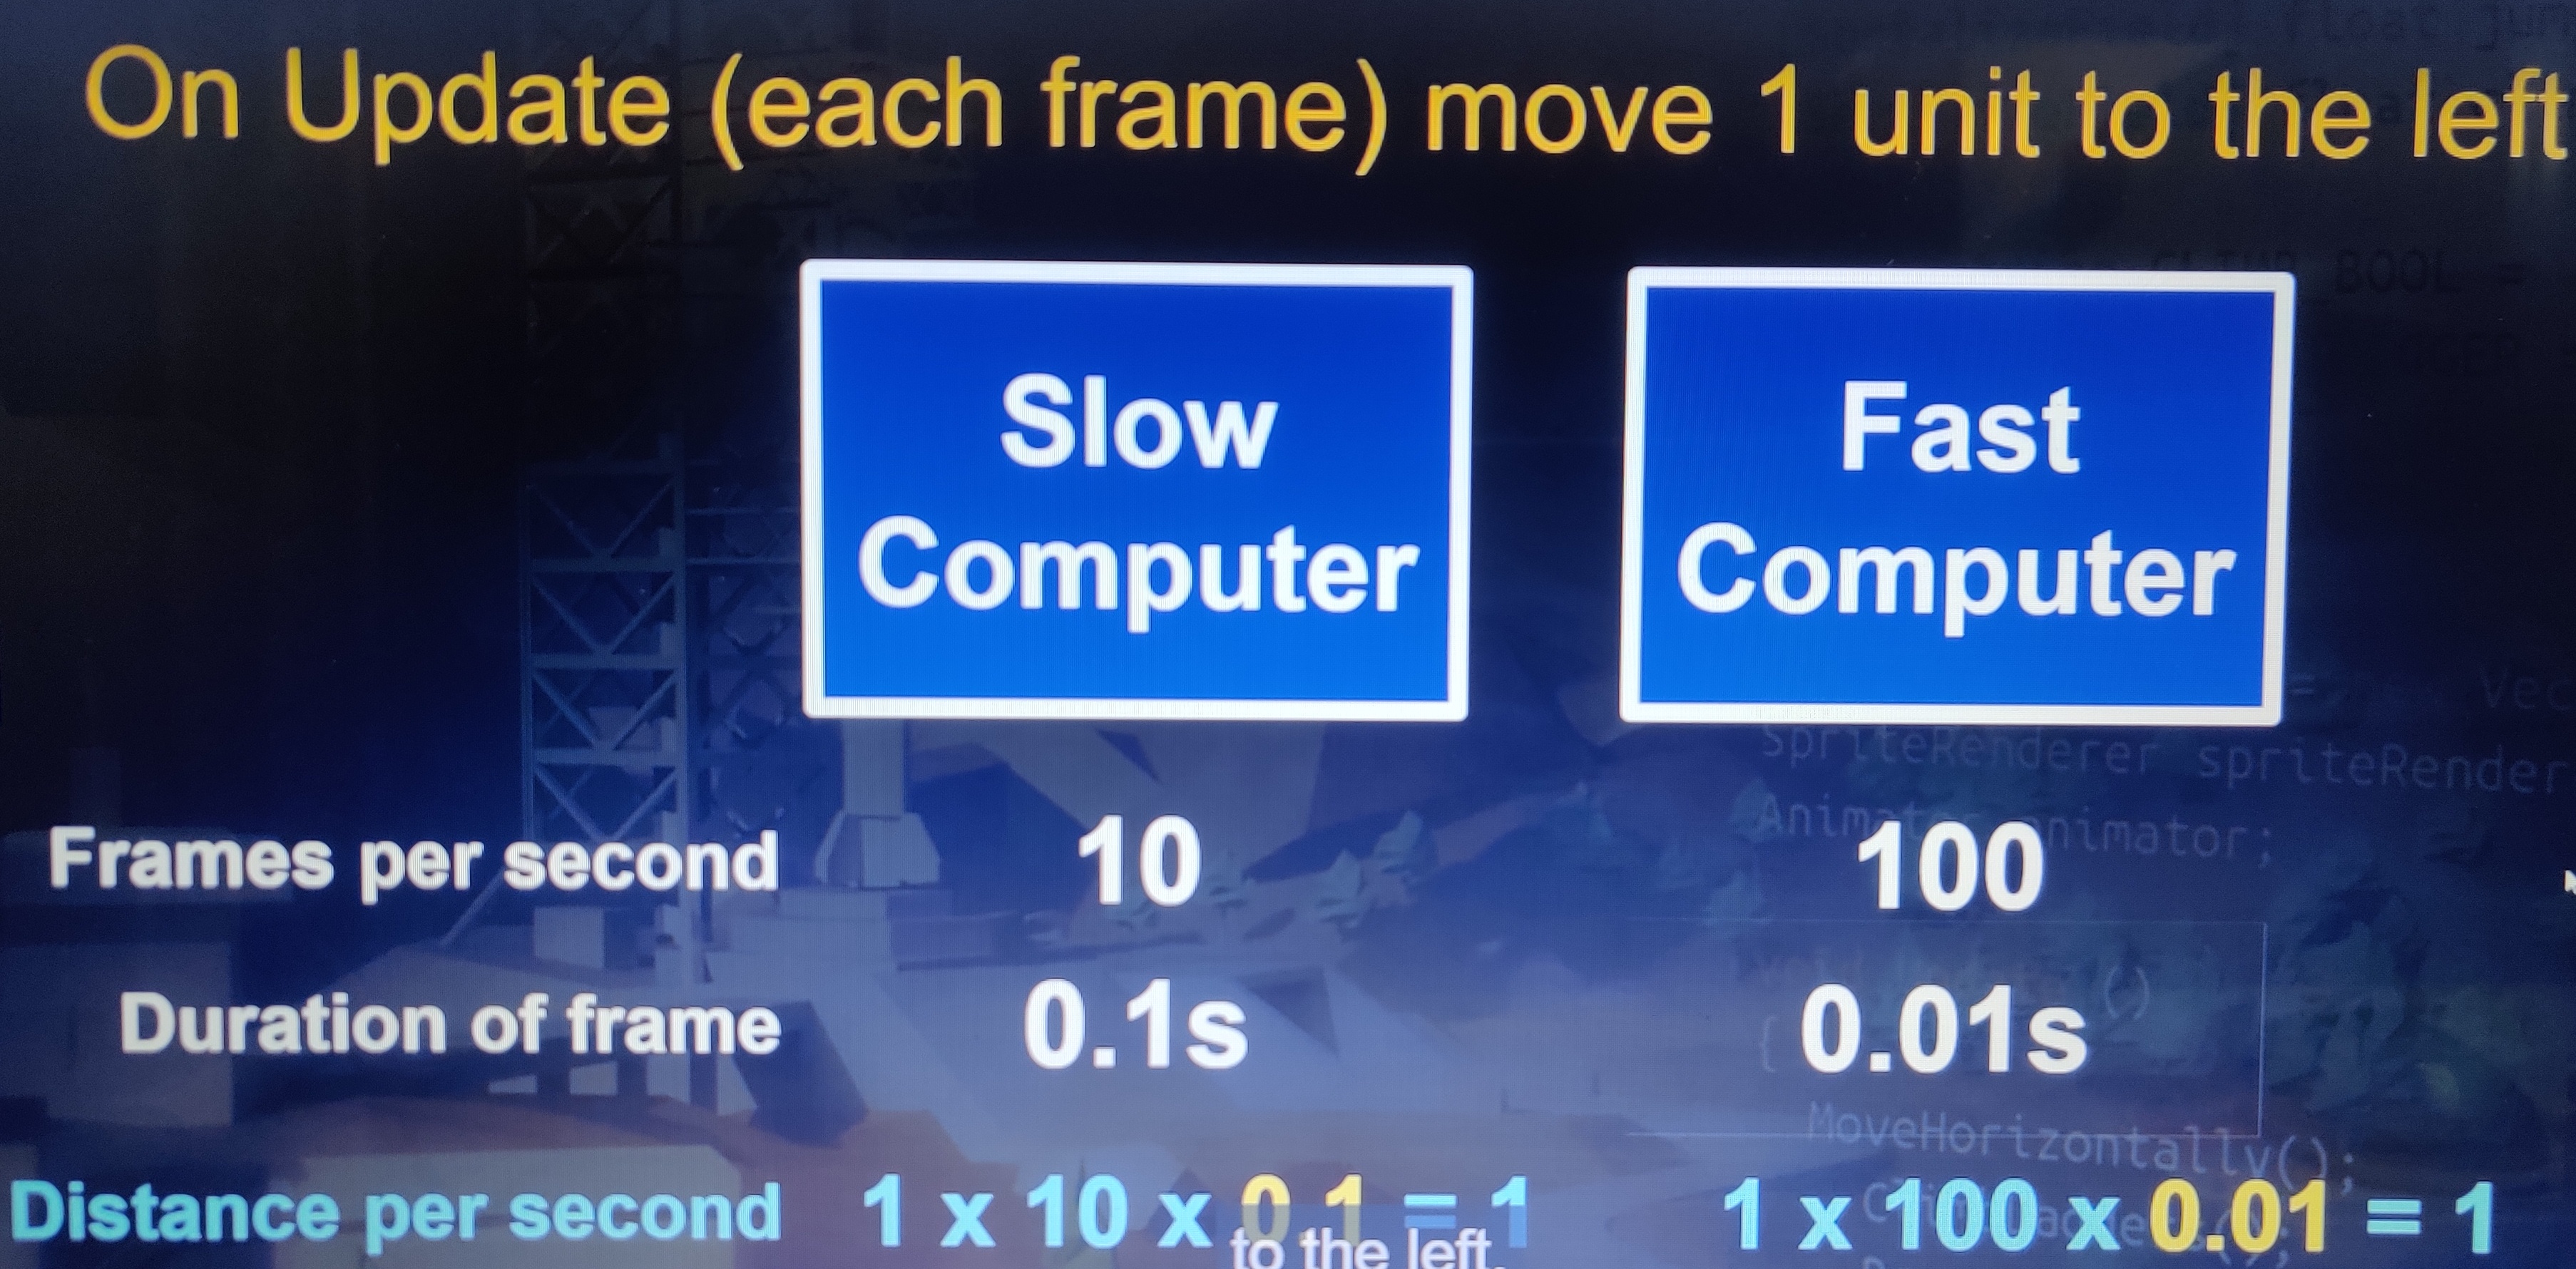 On Update (each frame) move 1 unit to the left
Slow
Computer
Fast
Computer
Frames per second 10 100
Duration of frame 0.1s 0.01s
Distance per second 1 x 10 x 0.1 = 1 1 x 100 x 0.01 = 1
to the left.
SpriteRenderer spriteRender
Animator animator;
MoveHorizontally();